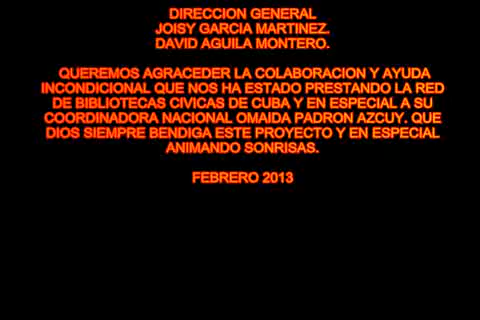 DIRECCION GENERAL
JOISY GARCIA MARTINEZ.
DAVID AGUILA MONTERO.
QUEREMOS AGRACEDER LA COLABORACION Y AYUDA
INCONDICIONAL QUE NOS HA ESTADO PRESTANDO LA RED
DE BIBLIOTECAS CIVICAS DE CUBA Y EN ESPECIAL A SU
COORDINADORA NACIONAL OMAIDA PADRON AZCUY. QUE
DIOS SIEMPRE BENDIGA ESTE PROYECTO Y EN ESPECIAL
ANIMANDO SONRISAS.
FEBRERO 2013